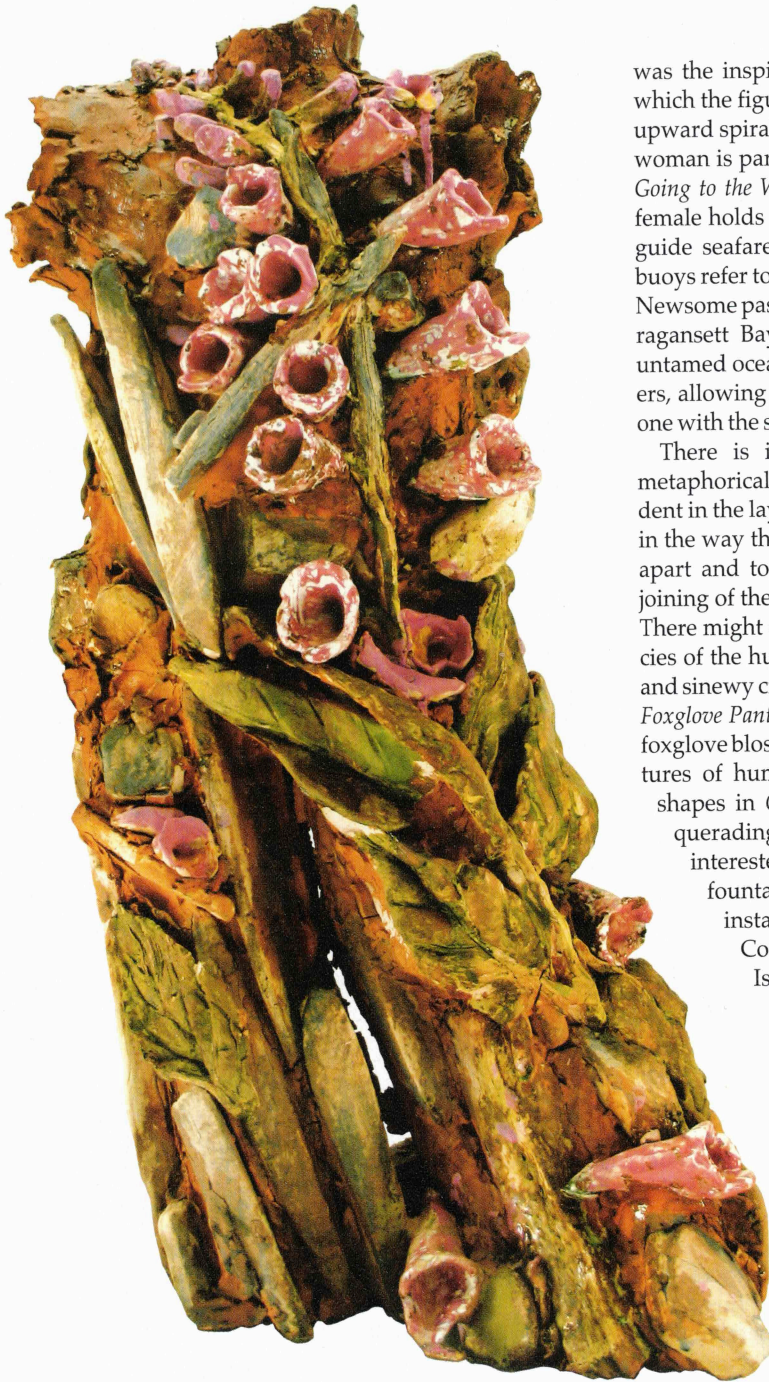 was the inspi
which the figu
upward spira
woman is par
Going to the W
female holds
guide seafare
buoys refer to
Newsome pas
ragansett Bay
untamed ocea
ers, allowing
one with the s
There is i
metaphorical
dent in the lay
in the way th
apart and to
joining of the
There might
cies of the hu
and sinewy c
Foxglove Pant
foxglove blos
tures of hum
shapes in
querading
intereste
founta
insta
Co
Is